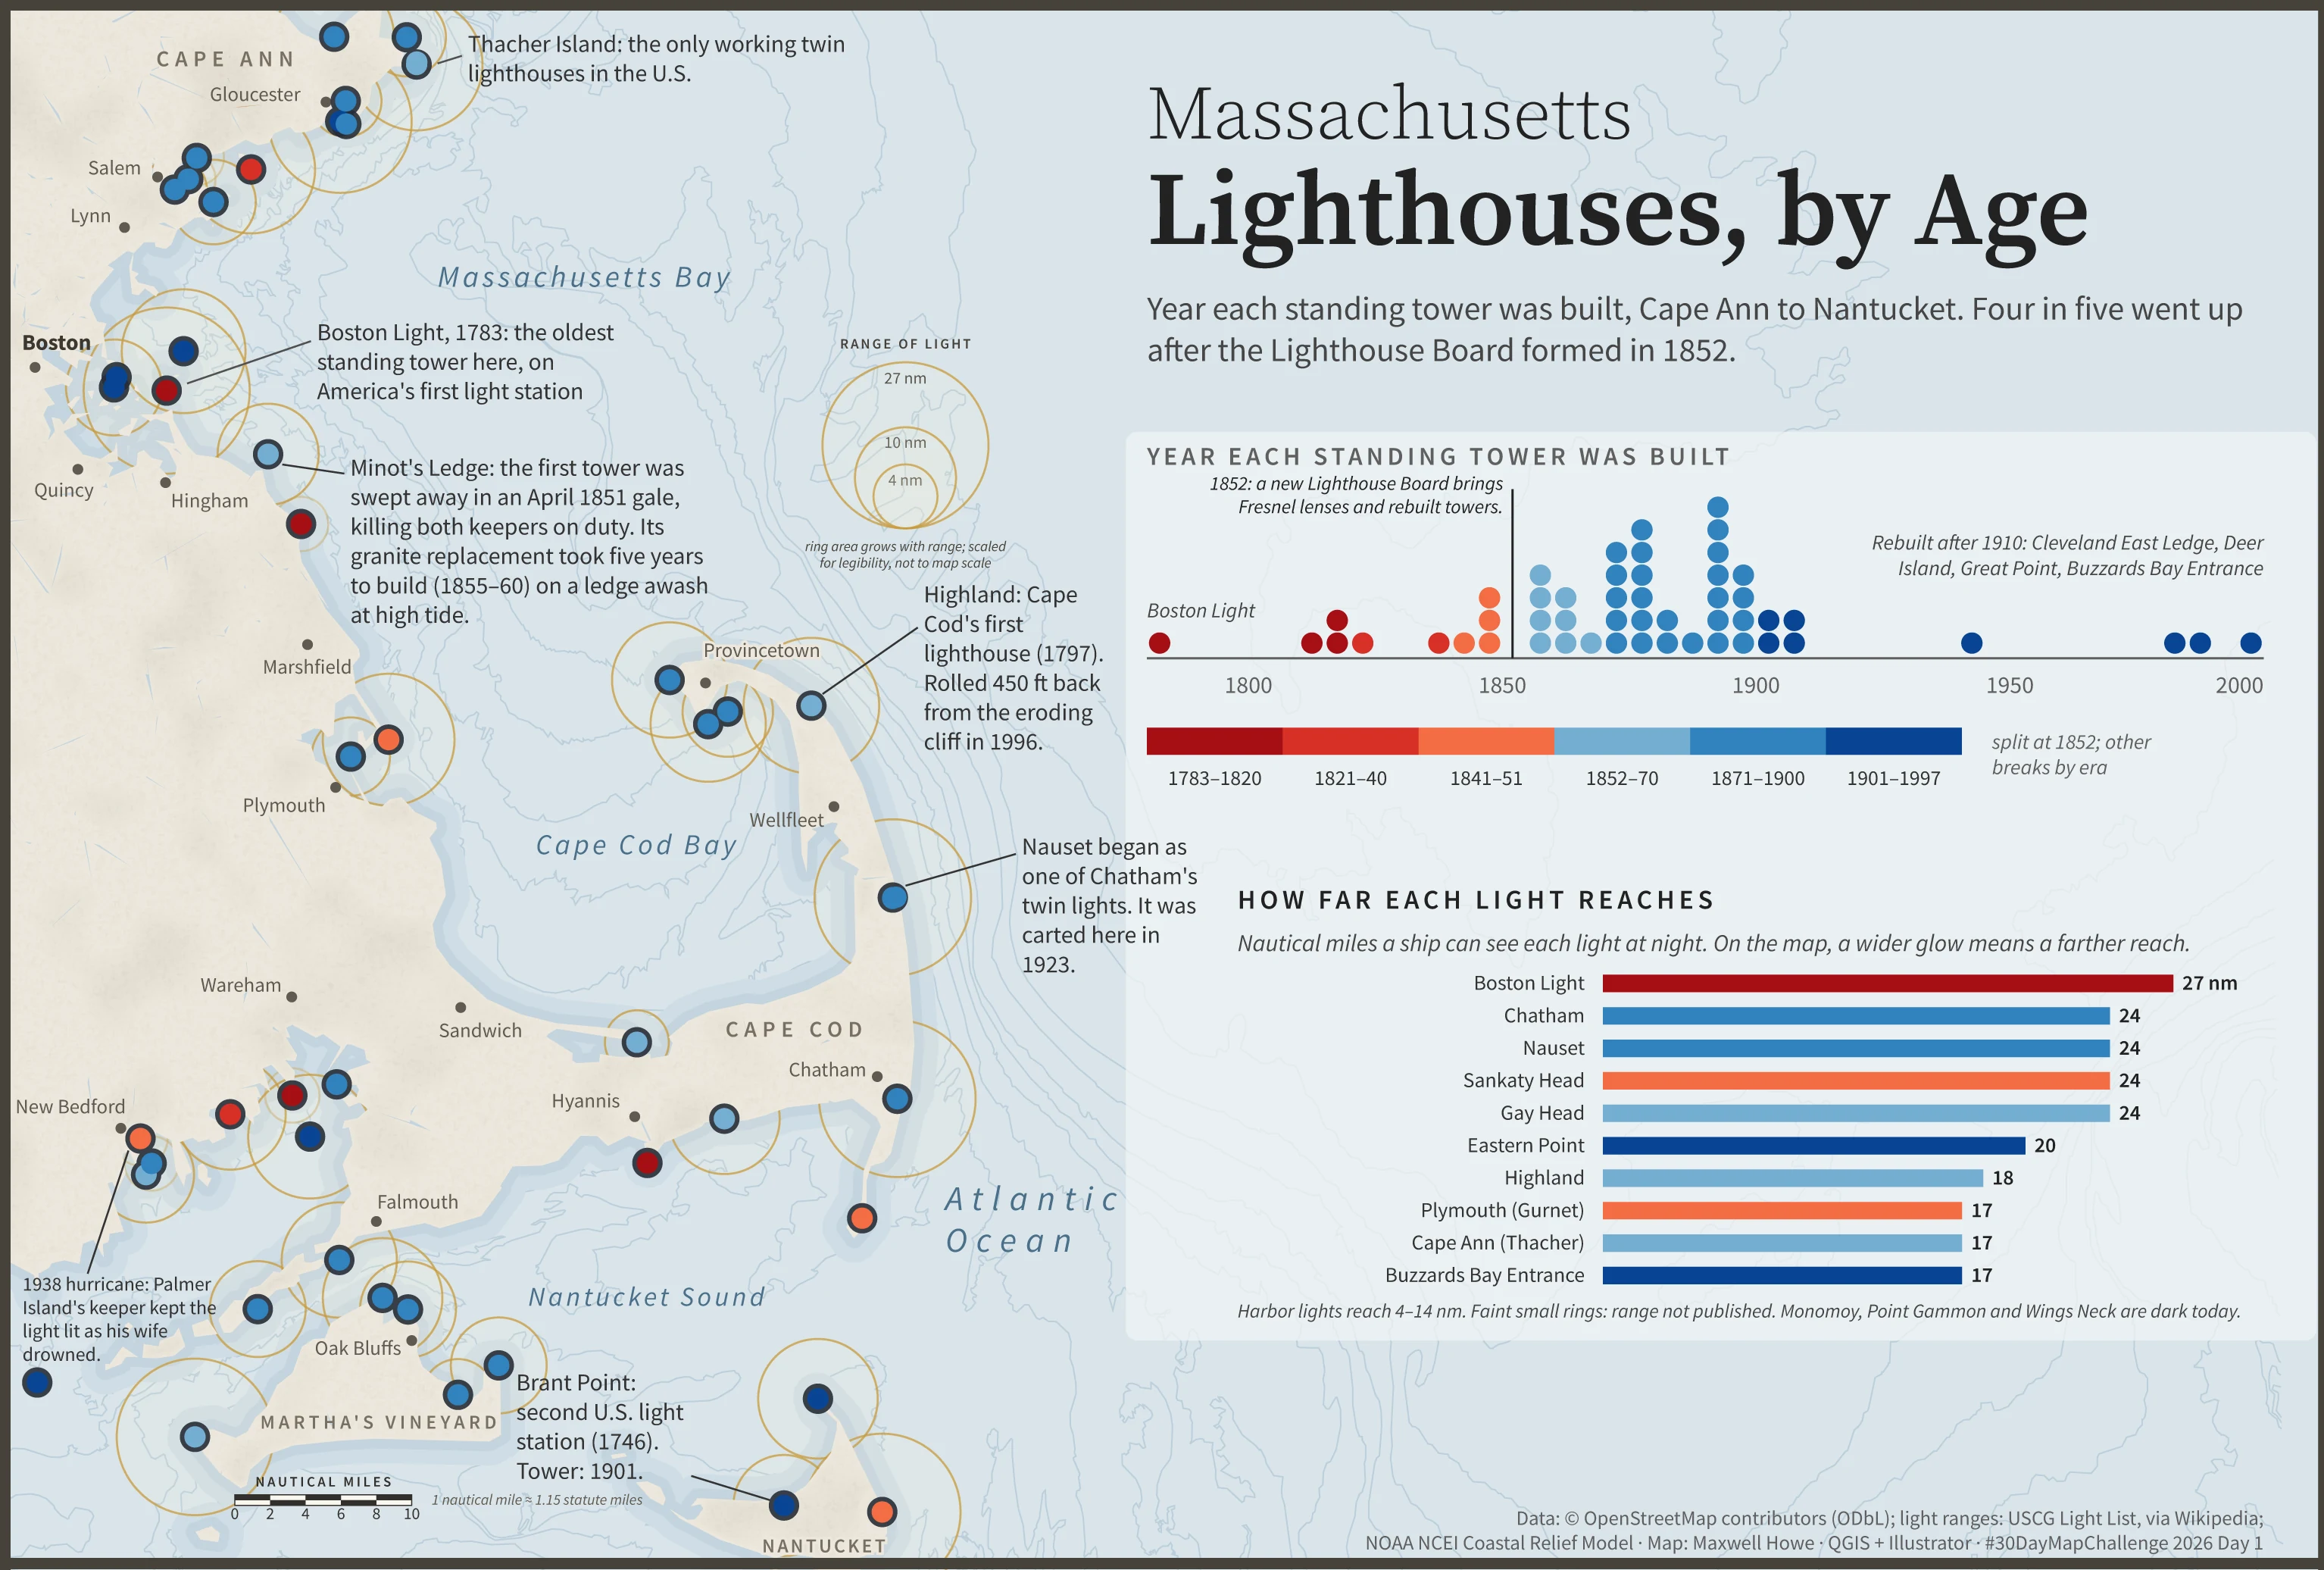 Massachusetts
Lighthouses, by Age
Year each standing tower was built, Cape Ann to Nantucket. Four in five went up
after the Lighthouse Board formed in 1852.
CAPE ANN
Gloucester
Thacher Island: the only working twin
lighthouses in the U.S.
Salem
Lynn
Massachusetts Bay
Boston
Boston Light, 1783: the oldest
standing tower here, on
America's first light station
Quincy
Hingham
Minot's Ledge: the first tower was
swept away in an April 1851 gale,
killing both keepers on duty. Its
granite replacement took five years
to build (1855–60) on a ledge awash
at high tide.
RANGE OF LIGHT
27 nm
10 nm
4 nm
ring area grows with range; scaled
for legibility, not to map scale
Highland: Cape
Cod's first
lighthouse (1797).
Rolled 450 ft back
from the eroding
cliff in 1996.
Marshfield
Provincetown
Plymouth
Wellfleet
Cape Cod Bay
Nauset began as
one of Chatham's
twin lights. It was
carted here in
1923.
Wareham
Sandwich
CAPE COD
Chatham
Hyannis
New Bedford
Falmouth
Atlantic
Ocean
1938 hurricane: Palmer
Island's keeper kept the
light lit as his wife
drowned.
Nantucket Sound
Oak Bluffs
Brant Point:
second U.S. light
station (1746).
Tower: 1901.
MARTHA'S VINEYARD
NAUTICAL MILES
0 2 4 6 8 10
1 nautical mile ≈ 1.15 statute miles
NANTUCKET
YEAR EACH STANDING TOWER WAS BUILT
1852: a new Lighthouse Board brings
Fresnel lenses and rebuilt towers.
Rebuilt after 1910: Cleveland East Ledge, Deer
Island, Great Point, Buzzards Bay Entrance
Boston Light
1800 1850 1900 1950 2000
1783–1820 1821–40 1841–51 1852–70 1871–1900 1901–1997
split at 1852; other
breaks by era
HOW FAR EACH LIGHT REACHES
Nautical miles a ship can see each light at night. On the map, a wider glow means a farther reach.
Boston Light 27 nm
Chatham 24
Nauset 24
Sankaty Head 24
Gay Head 24
Eastern Point 20
Highland 18
Plymouth (Gurnet) 17
Cape Ann (Thacher) 17
Buzzards Bay Entrance 17
Harbor lights reach 4–14 nm. Faint small rings: range not published. Monomoy, Point Gammon and Wings Neck are dark today.
Data: © OpenStreetMap contributors (ODbL); light ranges: USCG Light List, via Wikipedia;
NOAA NCEI Coastal Relief Model · Map: Maxwell Howe · QGIS + Illustrator · #30DayMapChallenge 2026 Day 1